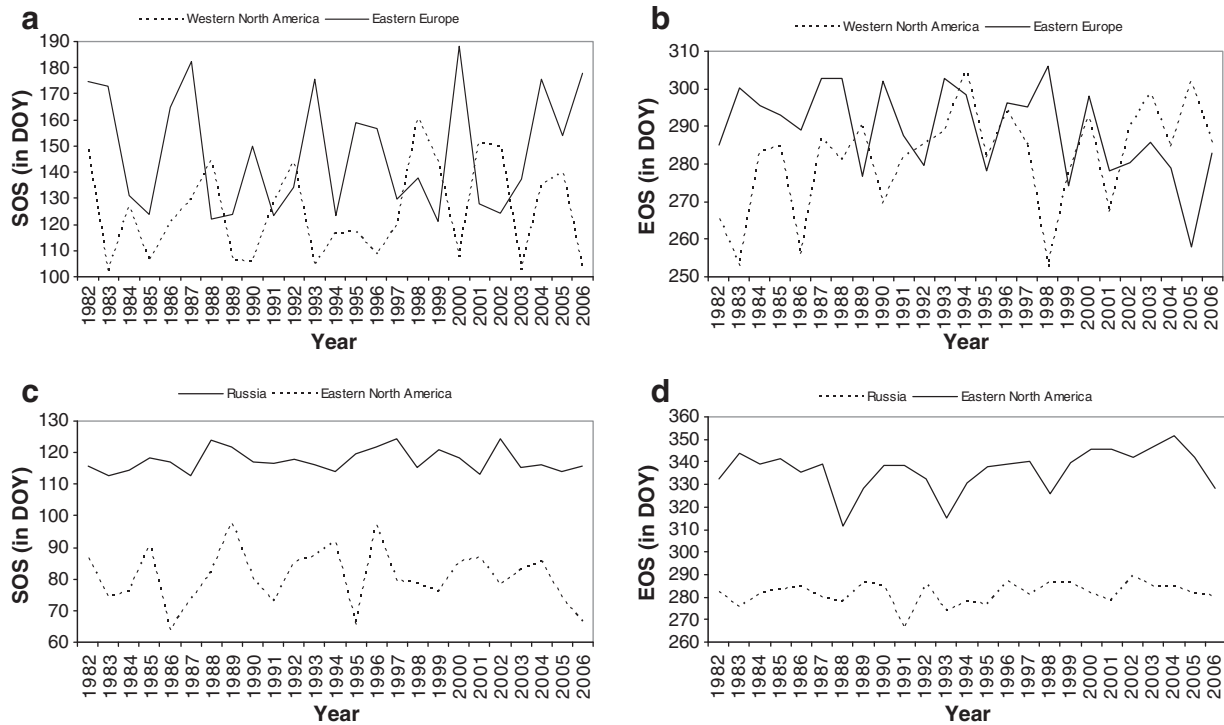 a
Western North America Eastern Europe
SOS (in DOY)
190
180
170
160
150
140
130
120
110
100
1982 1983 1984 1985 1986 1987 1988 1989 1990 1991 1992 1993 1994 1995 1996 1997 1998 1999 2000 2001 2002 2003 2004 2005 2006
Year
b
Western North America Eastern Europe
EOS (in DOY)
310
300
290
280
270
260
250
1982 1983 1984 1985 1986 1987 1988 1989 1990 1991 1992 1993 1994 1995 1996 1997 1998 1999 2000 2001 2002 2003 2004 2005 2006
Year
c
Russia Eastern North America
SOS (in DOY)
130
120
110
100
90
80
70
60
1982 1983 1984 1985 1986 1987 1988 1989 1990 1991 1992 1993 1994 1995 1996 1997 1998 1999 2000 2001 2002 2003 2004 2005 2006
Year
d
Russia Eastern North America
EOS (in DOY)
360
350
340
330
320
310
300
290
280
270
260
1982 1983 1984 1985 1986 1987 1988 1989 1990 1991 1992 1993 1994 1995 1996 1997 1998 1999 2000 2001 2002 2003 2004 2005 2006
Year